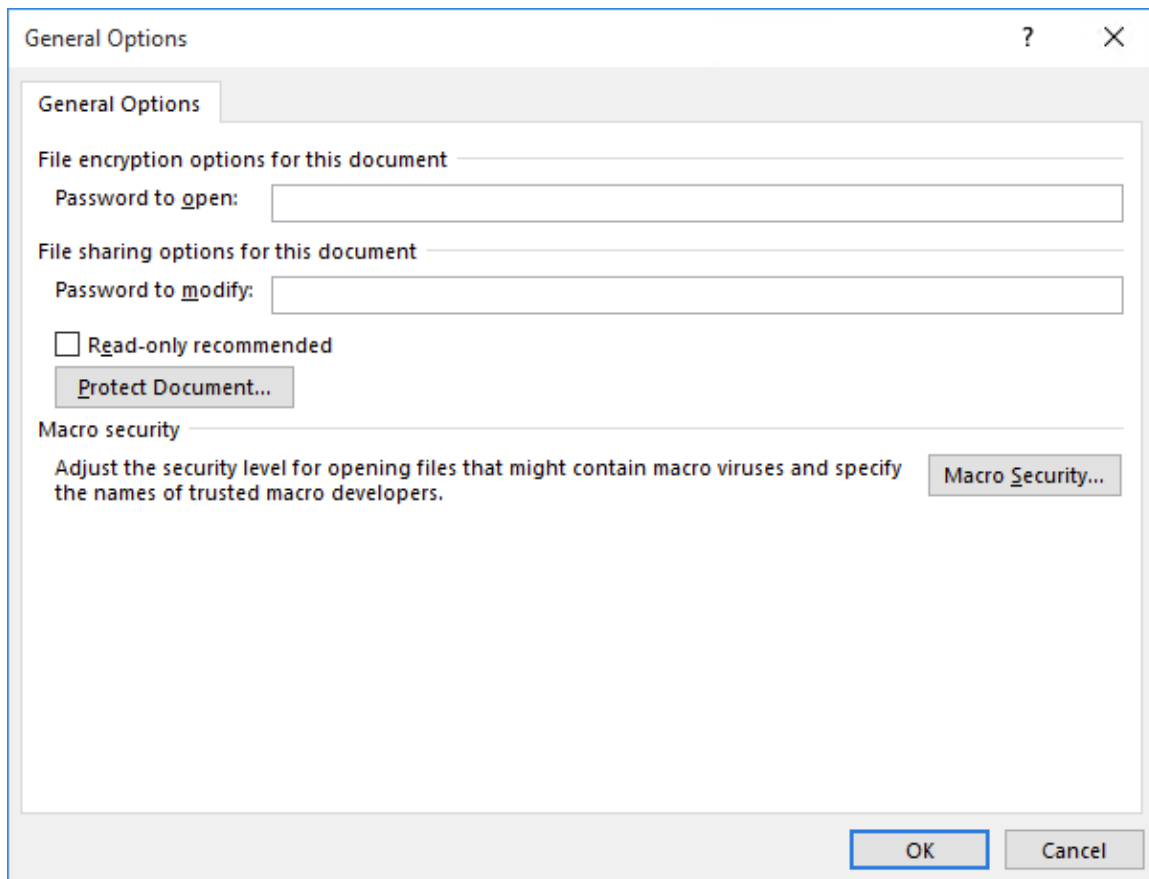 General Options
?
General Options
File encryption options for this document
Password to open:
File sharing options for this document
Password to modify:
Read-only recommended
Protect Document...
Macro security
Adjust the security level for opening files that might contain macro viruses and specify
the names of trusted macro developers.
Macro Security...
OK
Cancel